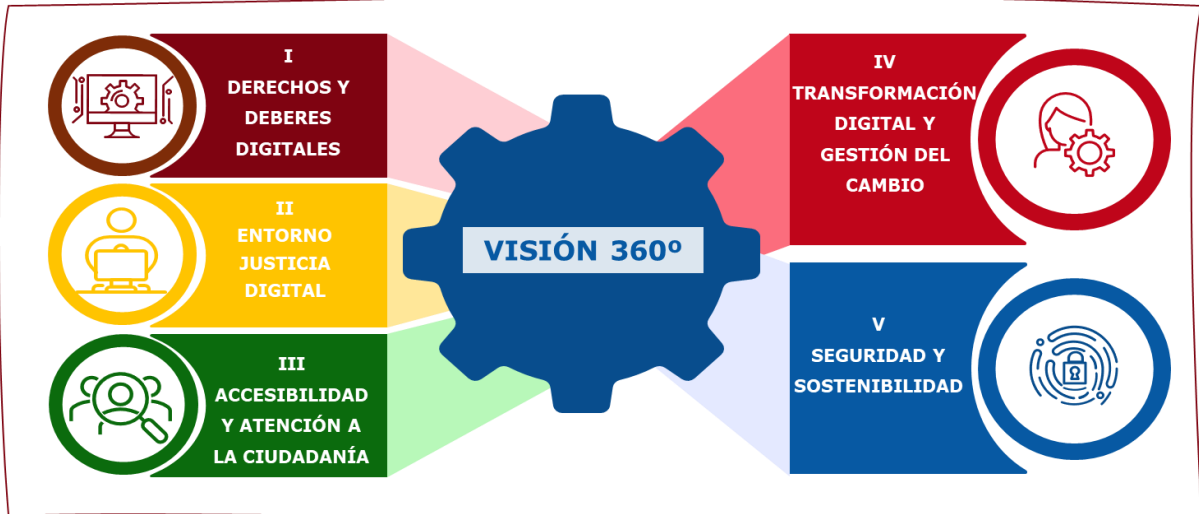 I
DERECHOS Y
DEBERES
DIGITALES
II
ENTORNO
JUSTICIA
DIGITAL
III
ACCESIBILIDAD
Y ATENCIÓN A
LA CIUDADANÍA
VISIÓN 360º
IV
TRANSFORMACIÓN
DIGITAL Y
GESTIÓN DEL
CAMBIO
V
SEGURIDAD Y
SOSTENIBILIDAD